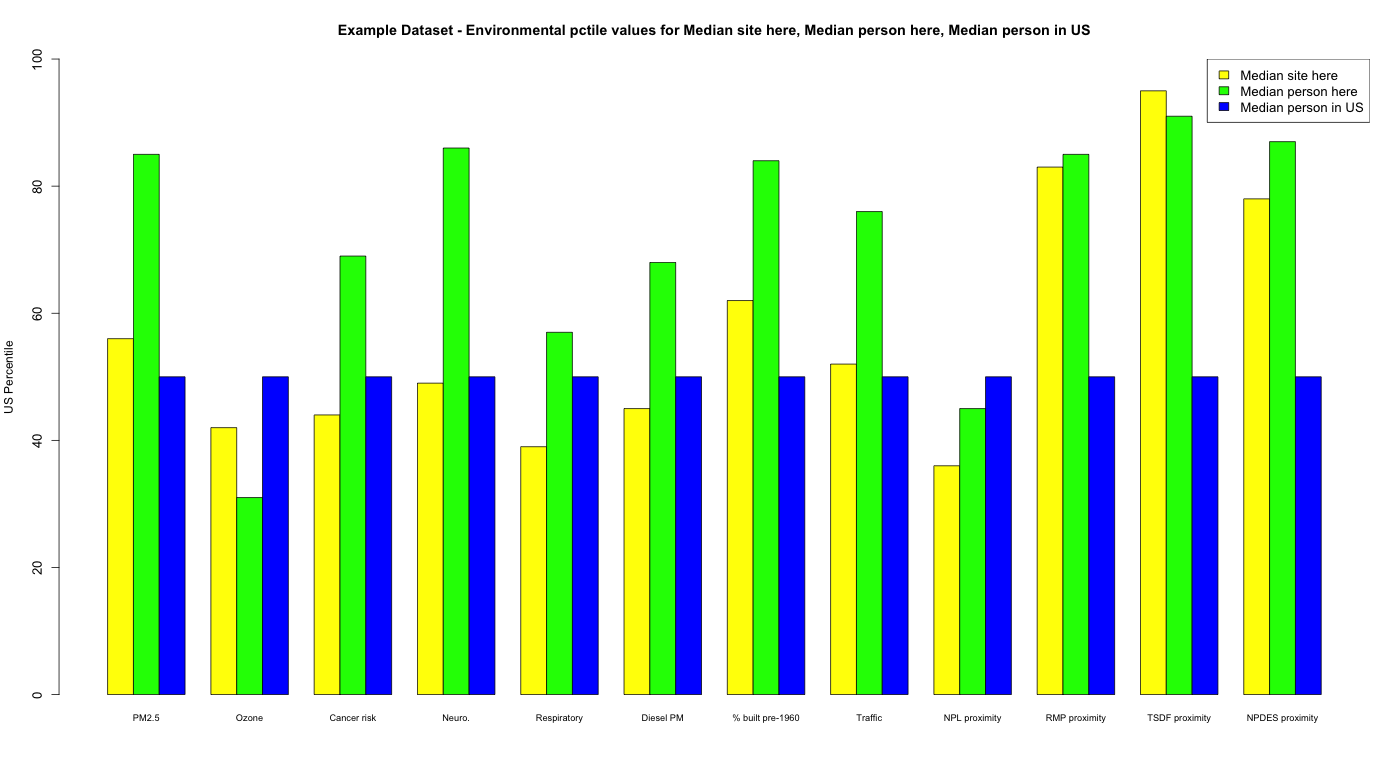 Example Dataset - Environmental pctile values for Median site here, Median person here, Median person in US
Median site here
Median person here
Median person in US
US Percentile
100
80
60
40
20
0
PM2.5
Ozone
Cancer risk
Neuro.
Respiratory
Diesel PM
% built pre-1960
Traffic
NPL proximity
RMP proximity
TSDF proximity
NPDES proximity